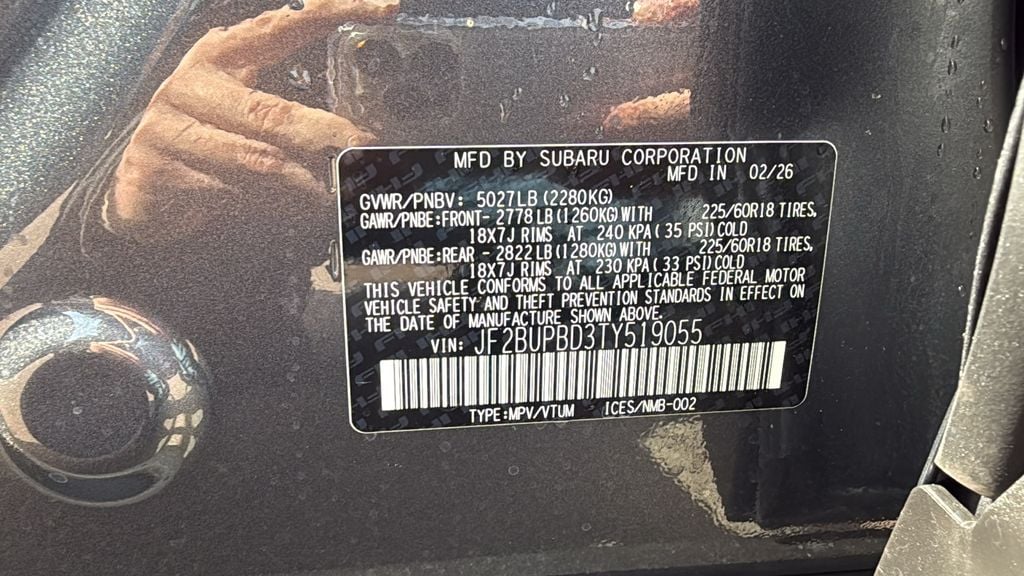 MFD BY SUBARU CORPORATION
MFD IN 02/26
GVWR/PNBV: 5027LB (2280KG)
GAWR/PNBE:FRONT- 2778 LB (1260KG) WITH 225/60R18 TIRES,
18X7J RIMS AT 240 KPA ( 35 PSI) COLD
GAWR/PNBE:REAR - 2822 LB (1280KG) WITH 225/60R18 TIRES,
18X7J RIMS AT 230 KPA ( 33 PSI) COLD
THIS VEHICLE CONFORMS TO ALL APPLICABLE FEDERAL MOTOR
VEHICLE SAFETY AND THEFT PREVENTION STANDARDS IN EFFECT ON
THE DATE OF MANUFACTURE SHOWN ABOVE.
VIN: JF2BUPBD3TY519055
TYPE:MPV/VTUM ICES/NMB-002